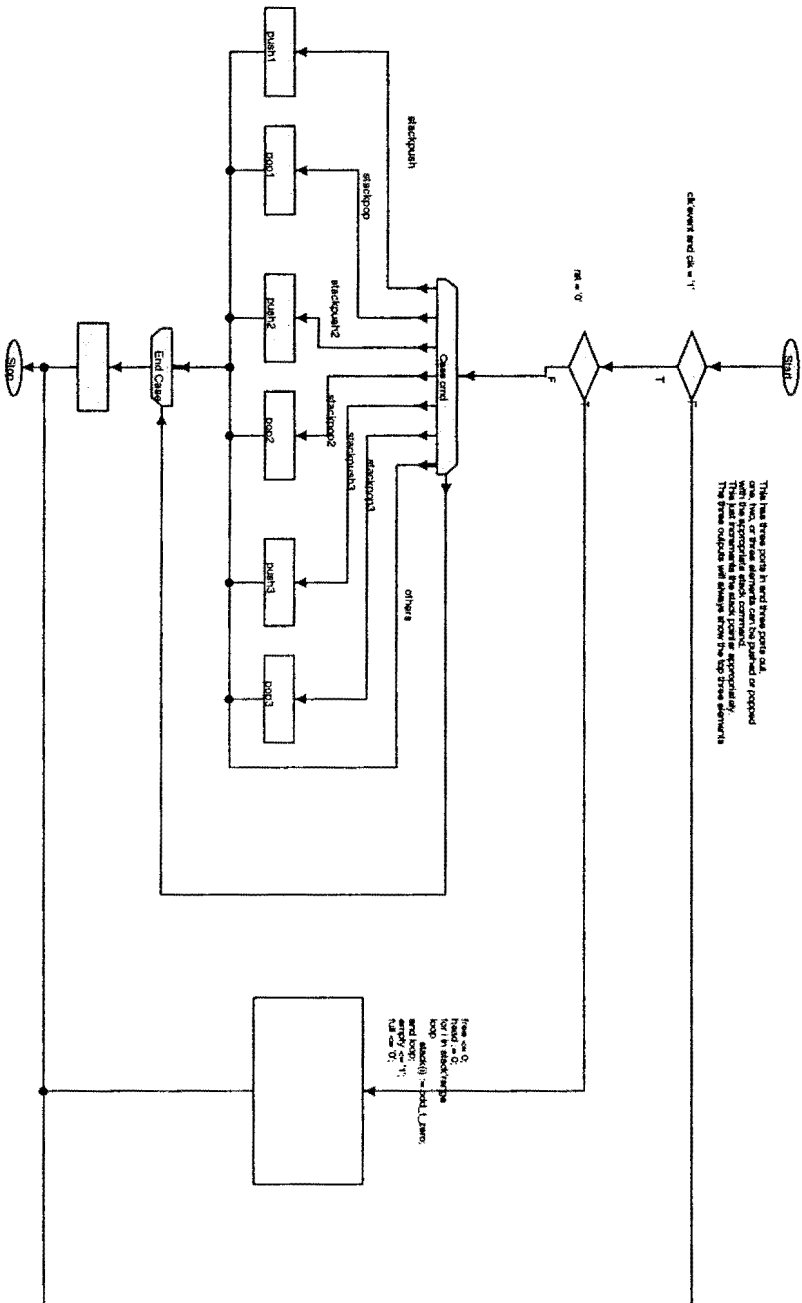 Start
clk'event and clk = '1'
F
T
This has three ports in and three ports out.
one, two, or three elements can be pushed or popped
with the appropriate stack command.
This just increments the stack pointer appropriately.
The three outputs will always show the top three elements
rst = '0'
T
F
Case cmd
stackpush
stackpop
stackpush2
stackpop2
stackpush3
stackpop3
others
push1
pop1
push2
pop2
push3
pop3
free <= 0;
head := 0;
for i in stack'range
loop
stack(i) := odd_t_zero;
end loop;
empty <= '1';
full <= '0';
End Case
Stop